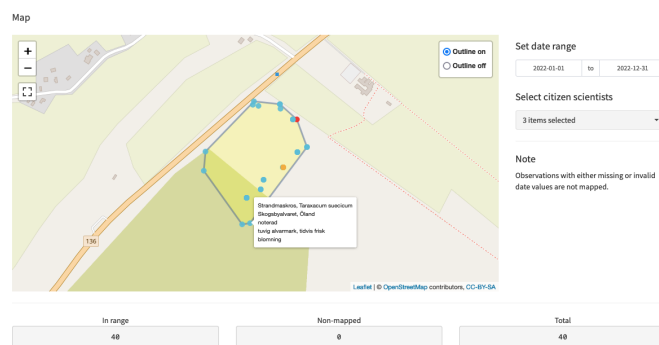 Map
+
−
Outline on
Outline off
136
Strandmaskros, Taraxacum suecicum
Skogsbyalvaret, Öland
noterad
tuvig alvarmark, tidvis frisk
blomning
Leaflet | © OpenStreetMap contributors, CC-BY-SA
Set date range
2022-01-01 to 2022-12-31
Select citizen scientists
3 items selected
Note
Observations with either missing or invalid
date values are not mapped.
In range
40
Non-mapped
0
Total
40